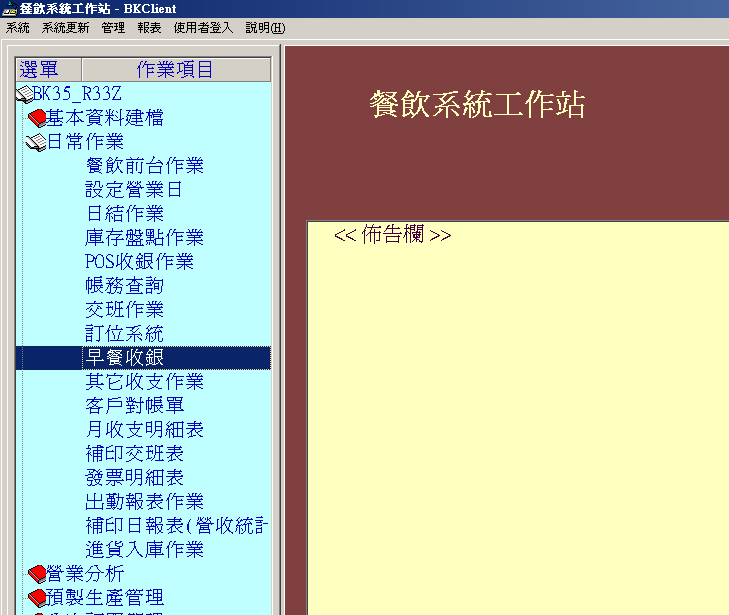 餐飲系統工作站 - BKClient
系統 系統更新 管理 報表 使用者登入 說明(H)
選單 作業項目
餐飲系統工作站
BK35_R33Z
基本資料建檔
日常作業
餐飲前台作業
設定營業日
日結作業
庫存盤點作業
POS收銀作業
帳務查詢
交班作業
訂位系統
早餐收銀
其它收支作業
客戶對帳單
月收支明細表
補印交班表
發票明細表
出勤報表作業
補印日報表(營收統計
進貨入庫作業
營業分析
預製生產管理
<< 佈告欄 >>